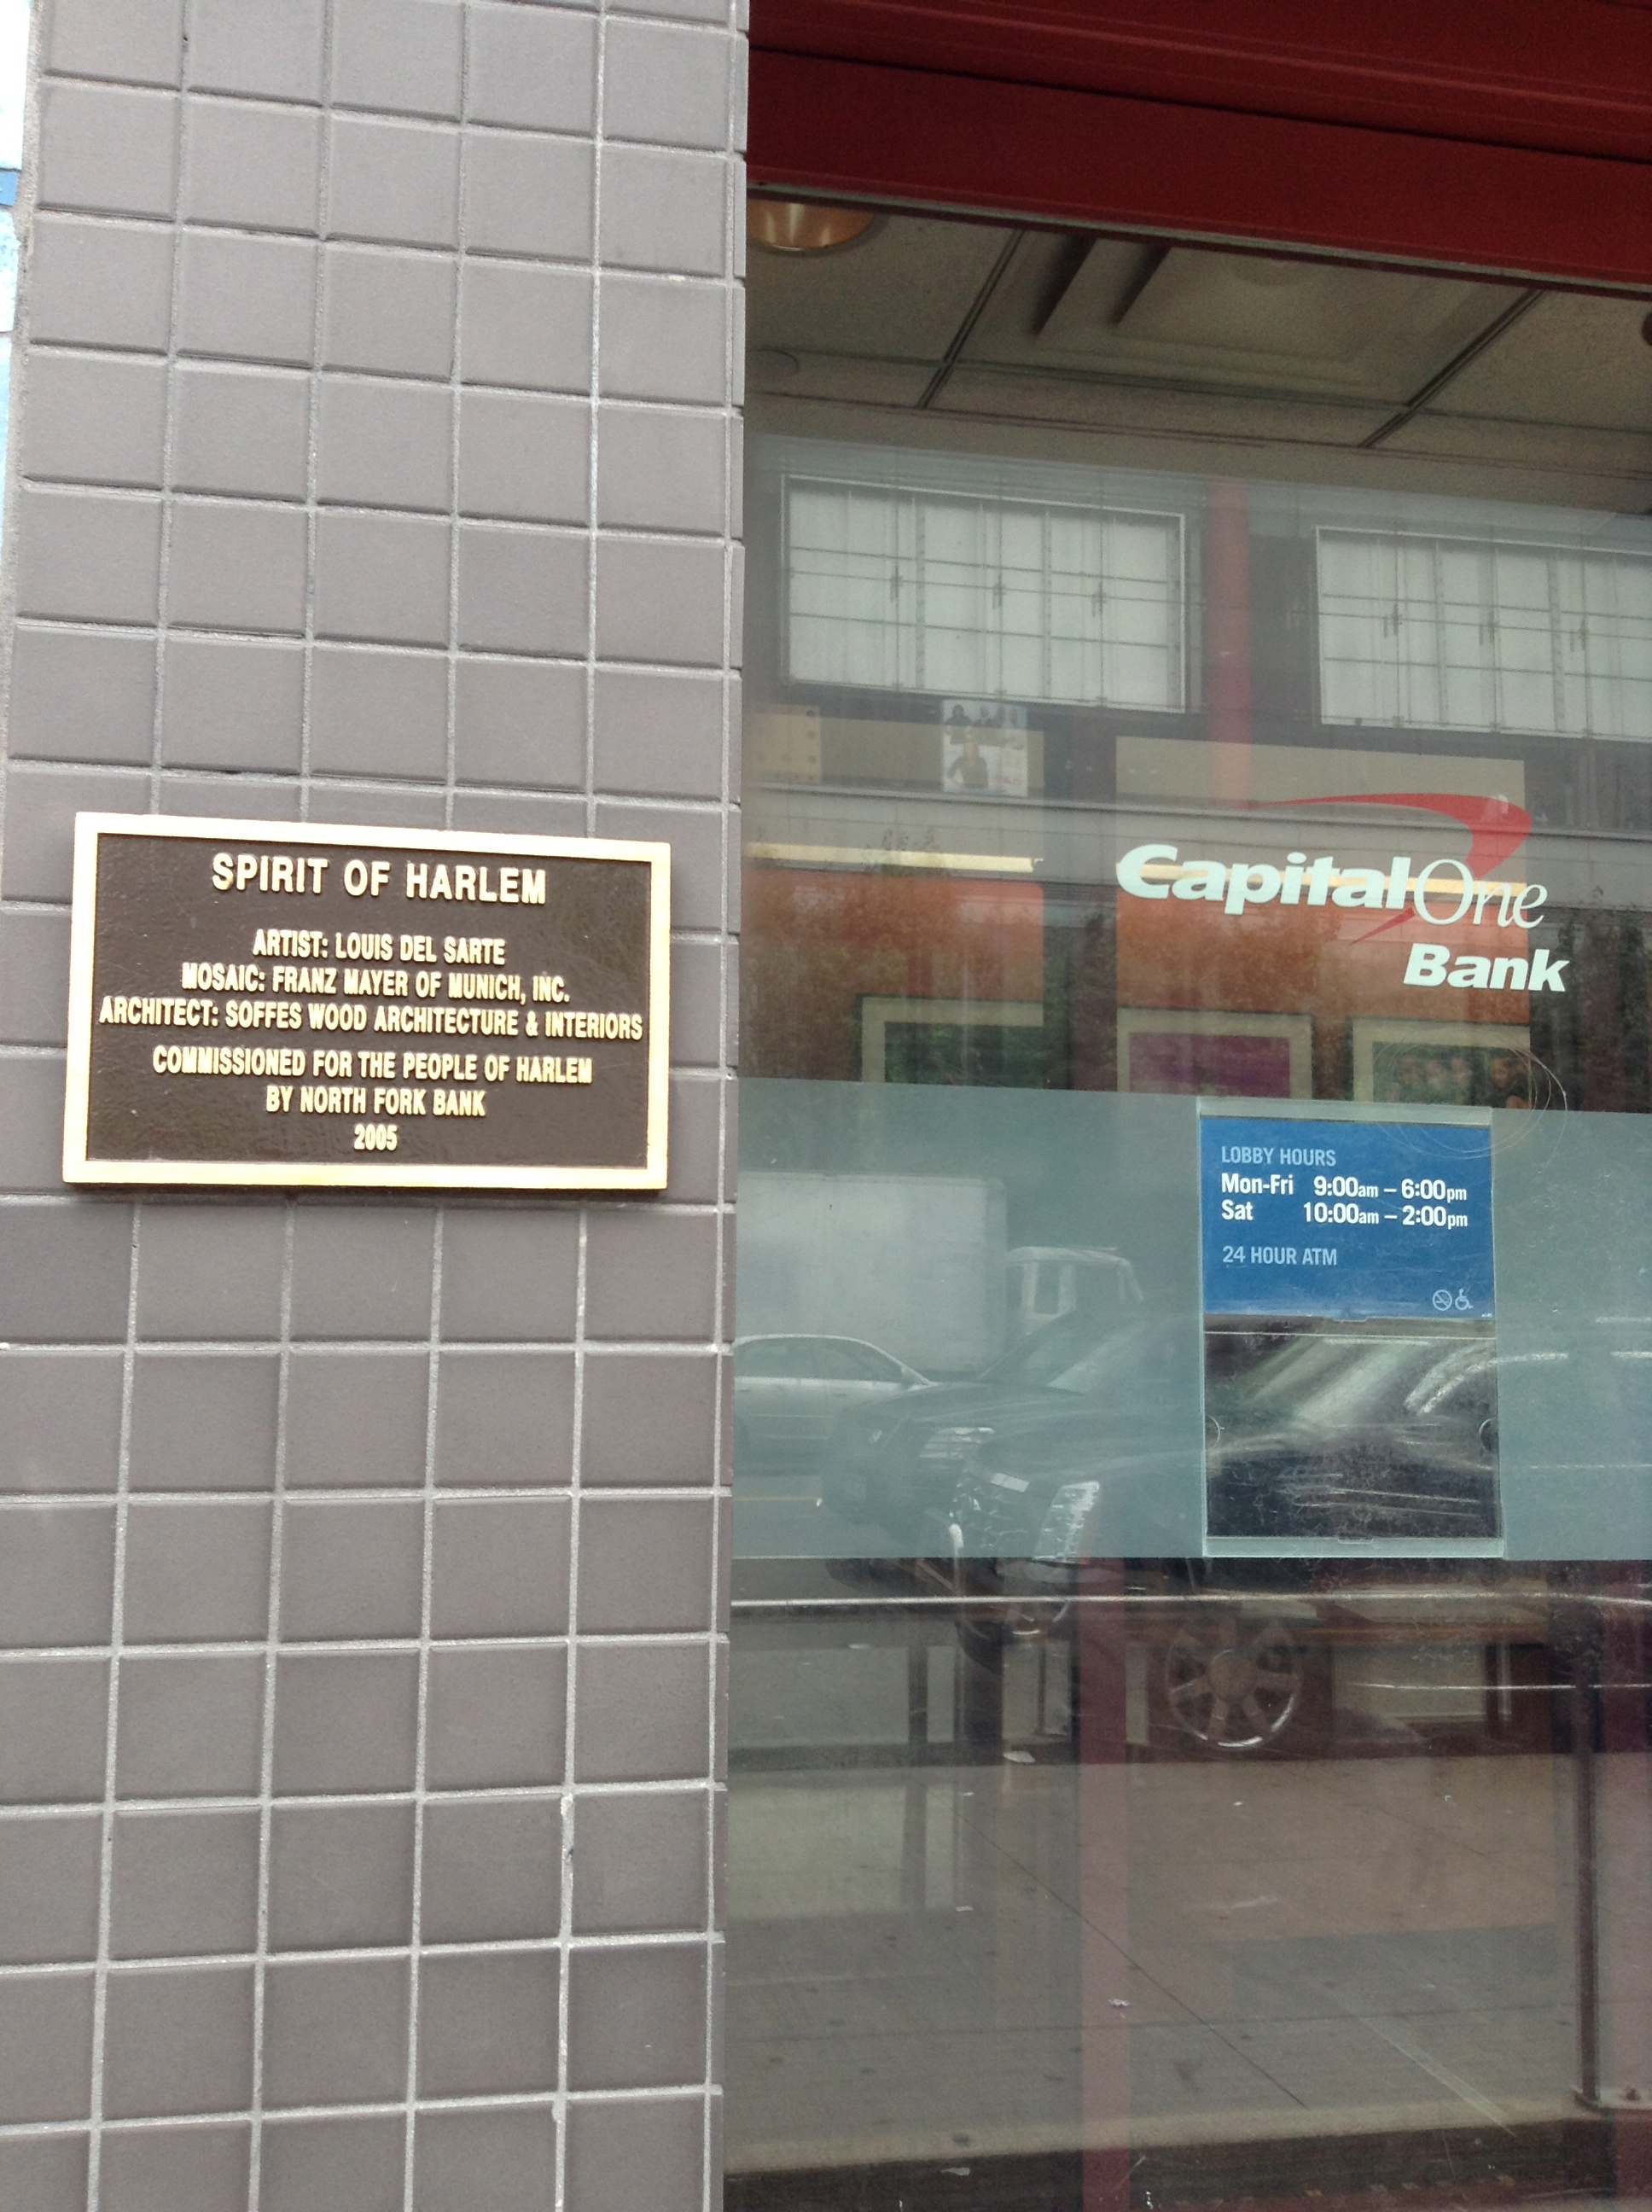 SPIRIT OF HARLEM
ARTIST: LOUIS DEL SARTE
MOSAIC: FRANZ MAYER OF MUNICH, INC.
ARCHITECT: SOFFES WOOD ARCHITECTURE & INTERIORS
COMMISSIONED FOR THE PEOPLE OF HARLEM
BY NORTH FORK BANK
2005
CapitalOne
Bank
LOBBY HOURS
Mon-Fri 9:00am – 6:00pm
Sat 10:00am – 2:00pm
24 HOUR ATM